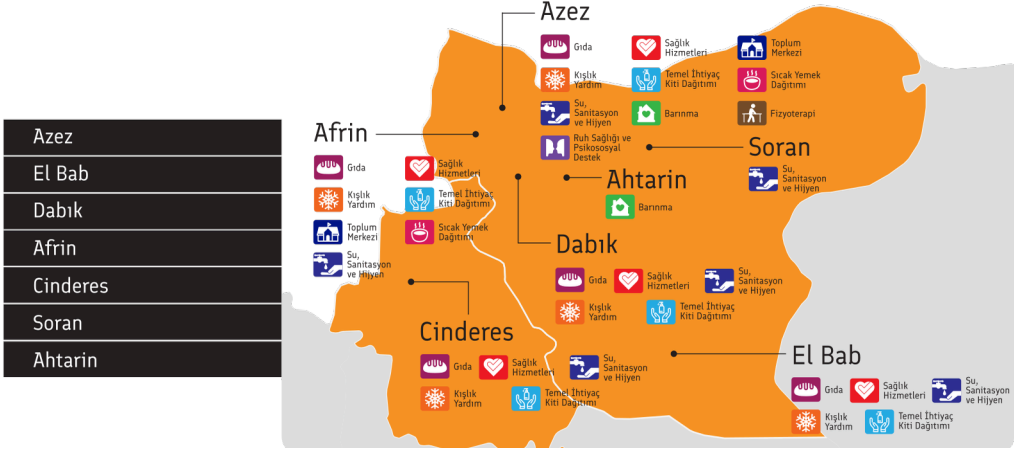 Azez
El Bab
Dabık
Afrin
Cinderes
Soran
Ahtarin
Azez
Gıda
Sağlık
Hizmetleri
Toplum
Merkezi
Kışlık
Yardım
Temel İhtiyaç
Kiti Dağıtımı
Sıcak Yemek
Dağıtımı
Su,
Sanitasyon
ve Hijyen
Barınma
Fizyoterapi
Ruh Sağlığı ve
Psikososyal
Destek
Afrin
Gıda
Sağlık
Hizmetleri
Kışlık
Yardım
Temel İhtiyaç
Kiti Dağıtımı
Toplum
Merkezi
Sıcak Yemek
Dağıtımı
Su,
Sanitasyon
ve Hijyen
Soran
Su,
Sanitasyon
ve Hijyen
Ahtarin
Barınma
Dabık
Gıda
Sağlık
Hizmetleri
Su,
Sanitasyon
ve Hijyen
Kışlık
Yardım
Temel İhtiyaç
Kiti Dağıtımı
Cinderes
Gıda
Sağlık
Hizmetleri
Su,
Sanitasyon
ve Hijyen
Kışlık
Yardım
Temel İhtiyaç
Kiti Dağıtımı
El Bab
Gıda
Sağlık
Hizmetleri
Su,
Sanitasyon
ve Hijyen
Kışlık
Yardım
Temel İhtiyaç
Kiti Dağıtımı